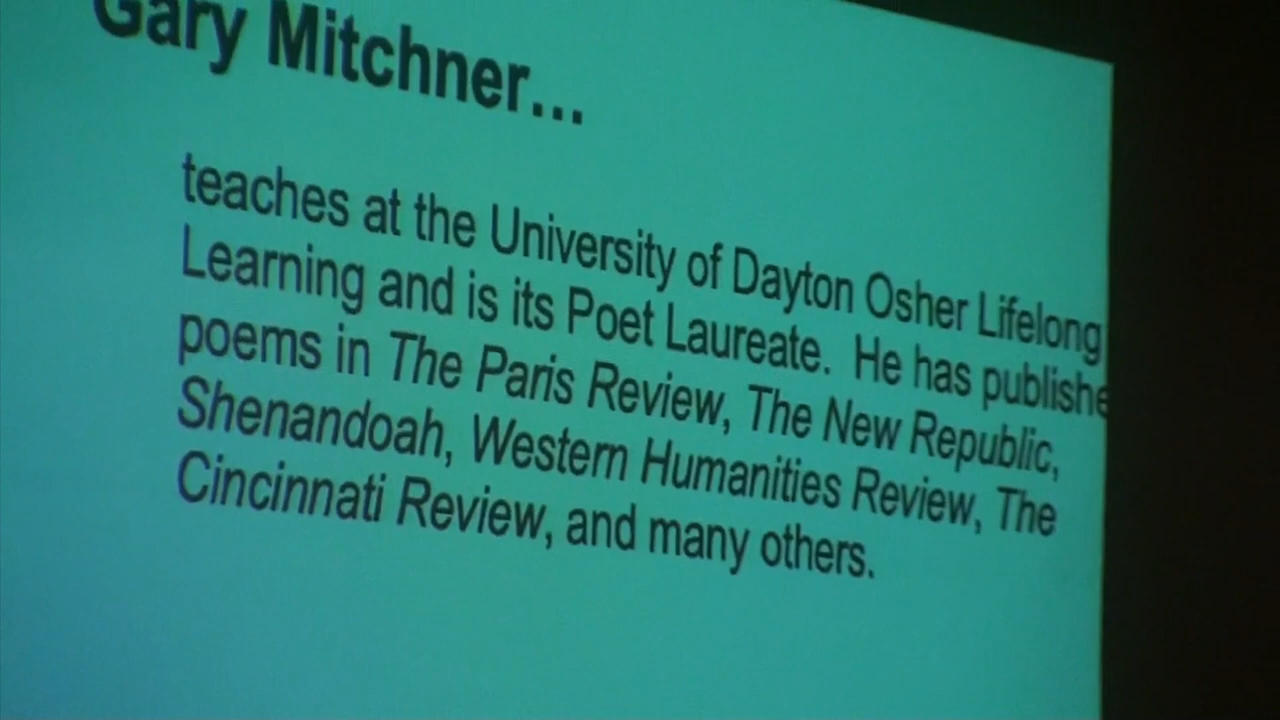 Gary Mitchner...
teaches at the University of Dayton Osher Lifelong
Learning and is its Poet Laureate. He has publishe
poems in The Paris Review, The New Republic,
Shenandoah, Western Humanities Review, The
Cincinnati Review, and many others.